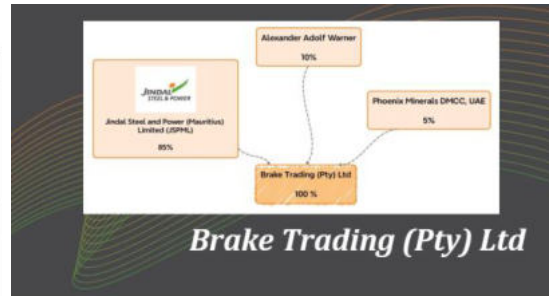 Alexander Adolf Warner
10%
JINDAL
STEEL & POWER
Jindal Steel and Power (Mauritius)
Limited (JSPML)
85%
Phoenix Minerals DMCC, UAE
5%
Brake Trading (Pty) Ltd
100 %
Brake Trading (Pty) Ltd